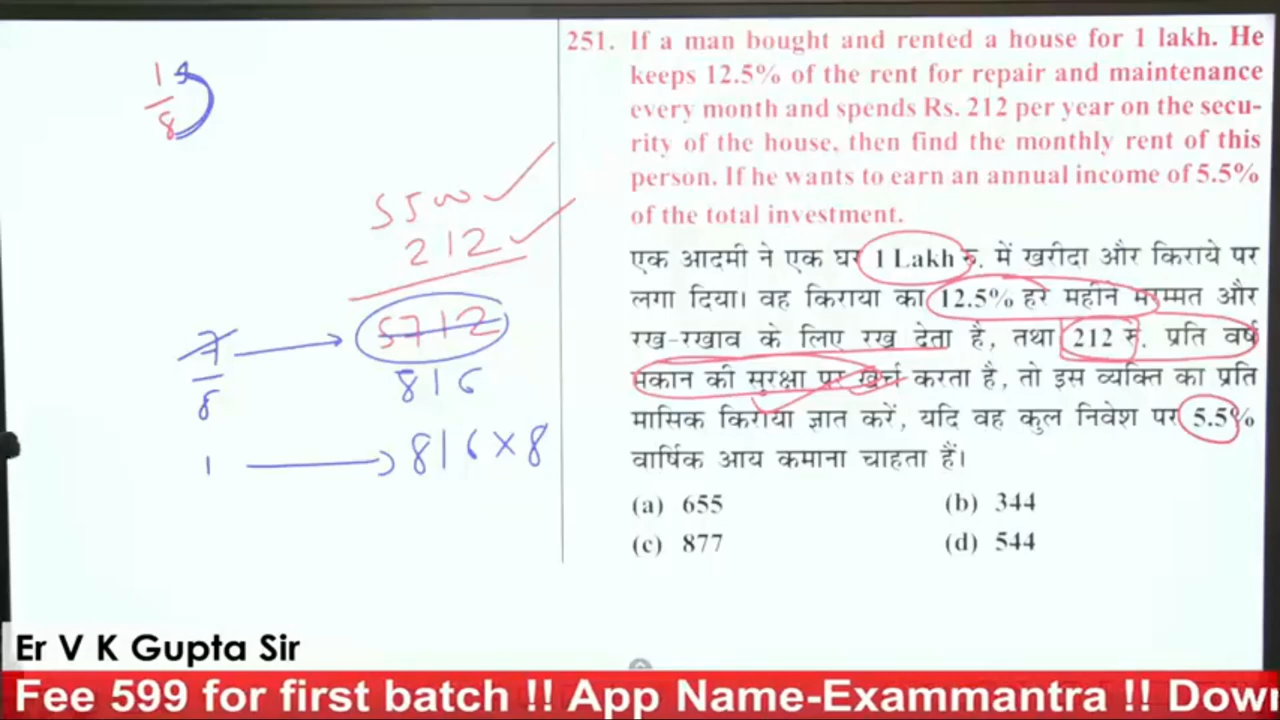 1
8
5500
212
5712
7
8
816
1
816 × 8
251. If a man bought and rented a house for 1 lakh. He
keeps 12.5% of the rent for repair and maintenance
every month and spends Rs. 212 per year on the secu-
rity of the house, then find the monthly rent of this
person. If he wants to earn an annual income of 5.5%
of the total investment.
एक आदमी ने एक घर 1 Lakh रु. में खरीदा और किराये पर
लगा दिया। वह किराया का 12.5% हर महीने मरम्मत और
रख-रखाव के लिए रख देता है, तथा 212 रु. प्रति वर्ष
मकान की सुरक्षा पर खर्च करता है, तो इस व्यक्ति का प्रति
मासिक किराया ज्ञात करें, यदि वह कुल निवेश पर 5.5%
वार्षिक आय कमाना चाहता हैं।
(a) 655 (b) 344
(c) 877 (d) 544
Er V K Gupta Sir
Fee 599 for first batch !! App Name-Exammantra !! Down